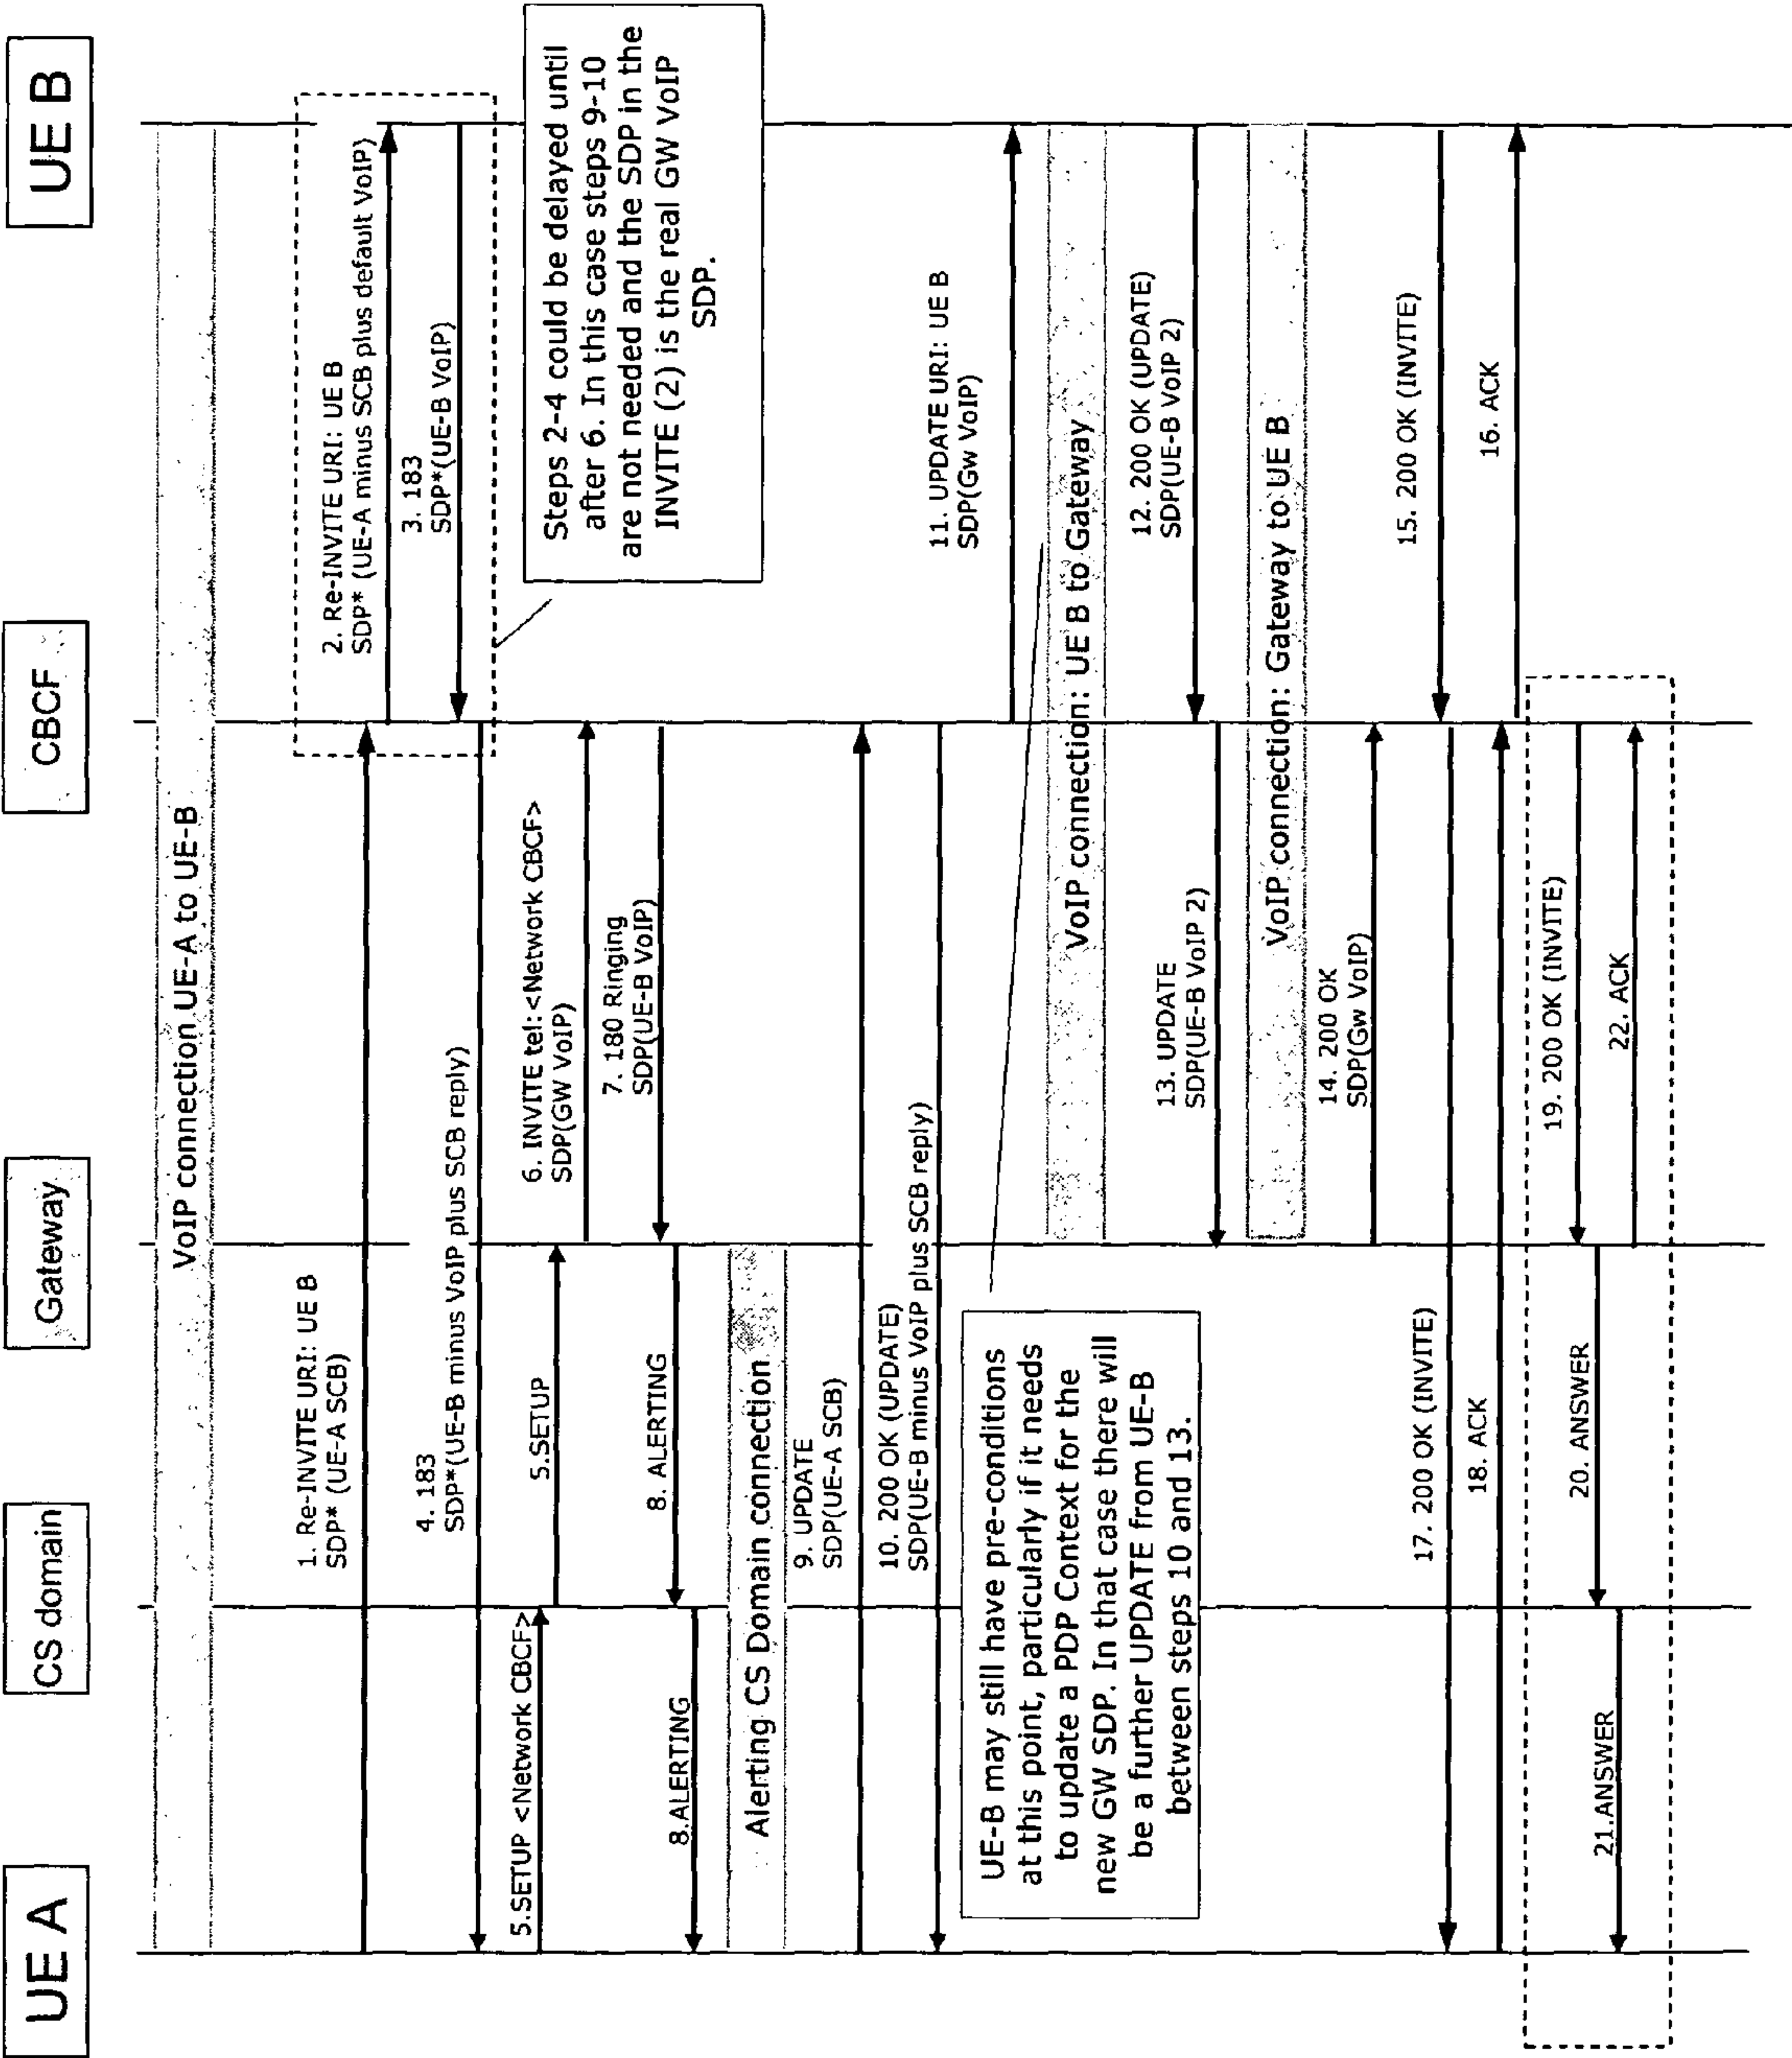 UE A
CS domain
Gateway
CBCF
UE B
VoIP connection UE-A to UE-B
1. Re-INVITE URI: UE B
SDP* (UE-A SCB)
2. Re-INVITE URI: UE B
SDP* (UE-A minus SCB plus default VoIP)
3. 183
SDP*(UE-B VoIP)
4. 183
SDP*(UE-B minus VoIP plus SCB reply)
Steps 2-4 could be delayed until
after 6. In this case steps 9-10
are not needed and the SDP in the
INVITE (2) is the real GW VoIP
SDP.
5.SETUP <Network CBCF>
5.SETUP
6. INVITE tel: <Network CBCF>
SDP(GW VoIP)
7. 180 Ringing
SDP(UE-B VoIP)
8. ALERTING
8.ALERTING
Alerting CS Domain connection
9. UPDATE
SDP(UE-A SCB)
10. 200 OK (UPDATE)
SDP(UE-B minus VoIP plus SCB reply)
11. UPDATE URI: UE B
SDP(Gw VoIP)
UE-B may still have pre-conditions
at this point, particularly if it needs
to update a PDP Context for the
new GW SDP. In that case there will
be a further UPDATE from UE-B
between steps 10 and 13.
VoIP connection: UE B to Gateway
12. 200 OK (UPDATE)
SDP(UE-B VoIP 2)
13. UPDATE
SDP(UE-B VoIP 2)
VoIP connection: Gateway to UE B
14. 200 OK
SDP(Gw VoIP)
15. 200 OK (INVITE)
16. ACK
17. 200 OK (INVITE)
18. ACK
19. 200 OK (INVITE)
20. ANSWER
21.ANSWER
22. ACK